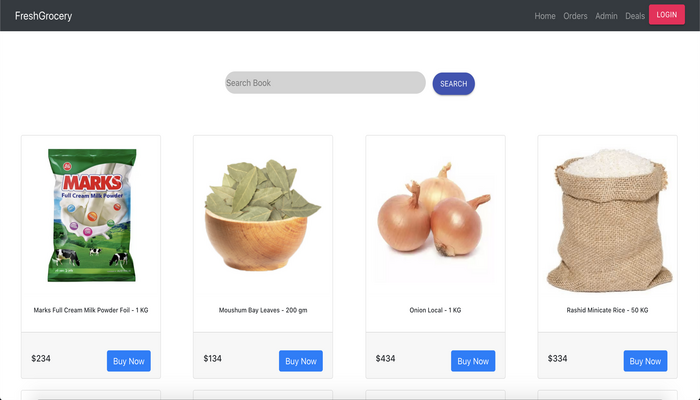 FreshGrocery
Home Orders Admin Deals LOGIN
Search Book SEARCH
MARKS
Full Cream Milk Powder
Marks Full Cream Milk Powder Foil - 1 KG
$234 Buy Now
Moushum Bay Leaves - 200 gm
$134 Buy Now
Onion Local - 1 KG
$434 Buy Now
Rashid Minicate Rice - 50 KG
$334 Buy Now